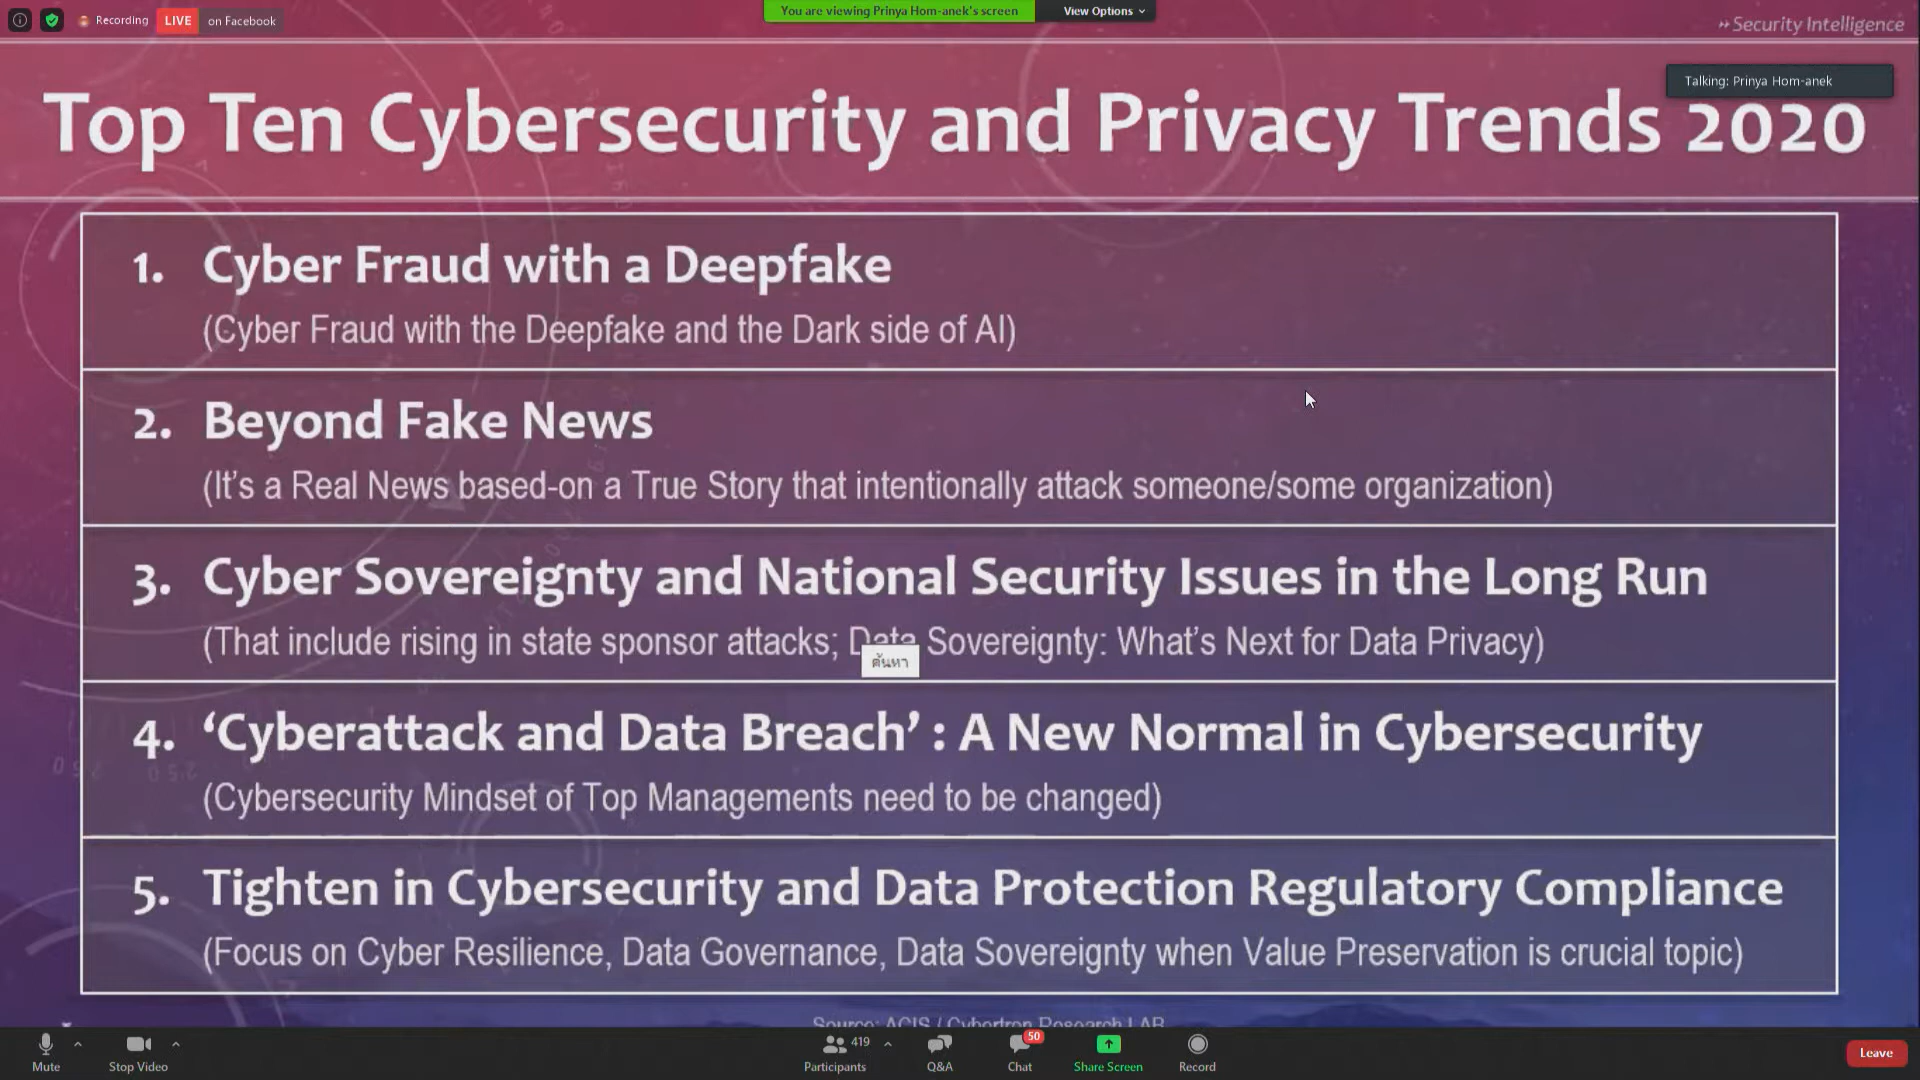 Recording LIVE on Facebook
You are viewing Prinya Hom-anek's screen View Options
Security Intelligence
Talking: Prinya Hom-anek
Top Ten Cybersecurity and Privacy Trends 2020
1. Cyber Fraud with a Deepfake
(Cyber Fraud with the Deepfake and the Dark side of AI)
2. Beyond Fake News
(It's a Real News based-on a True Story that intentionally attack someone/some organization)
3. Cyber Sovereignty and National Security Issues in the Long Run
(That include rising in state sponsor attacks; Data Sovereignty: What's Next for Data Privacy)
ค้นหา
4. ‘Cyberattack and Data Breach’ : A New Normal in Cybersecurity
(Cybersecurity Mindset of Top Managements need to be changed)
5. Tighten in Cybersecurity and Data Protection Regulatory Compliance
(Focus on Cyber Resilience, Data Governance, Data Sovereignty when Value Preservation is crucial topic)
Source: ACIS / Cybertron Research LAB
419 50
Mute Stop Video Participants Q&A Chat Share Screen Record Leave